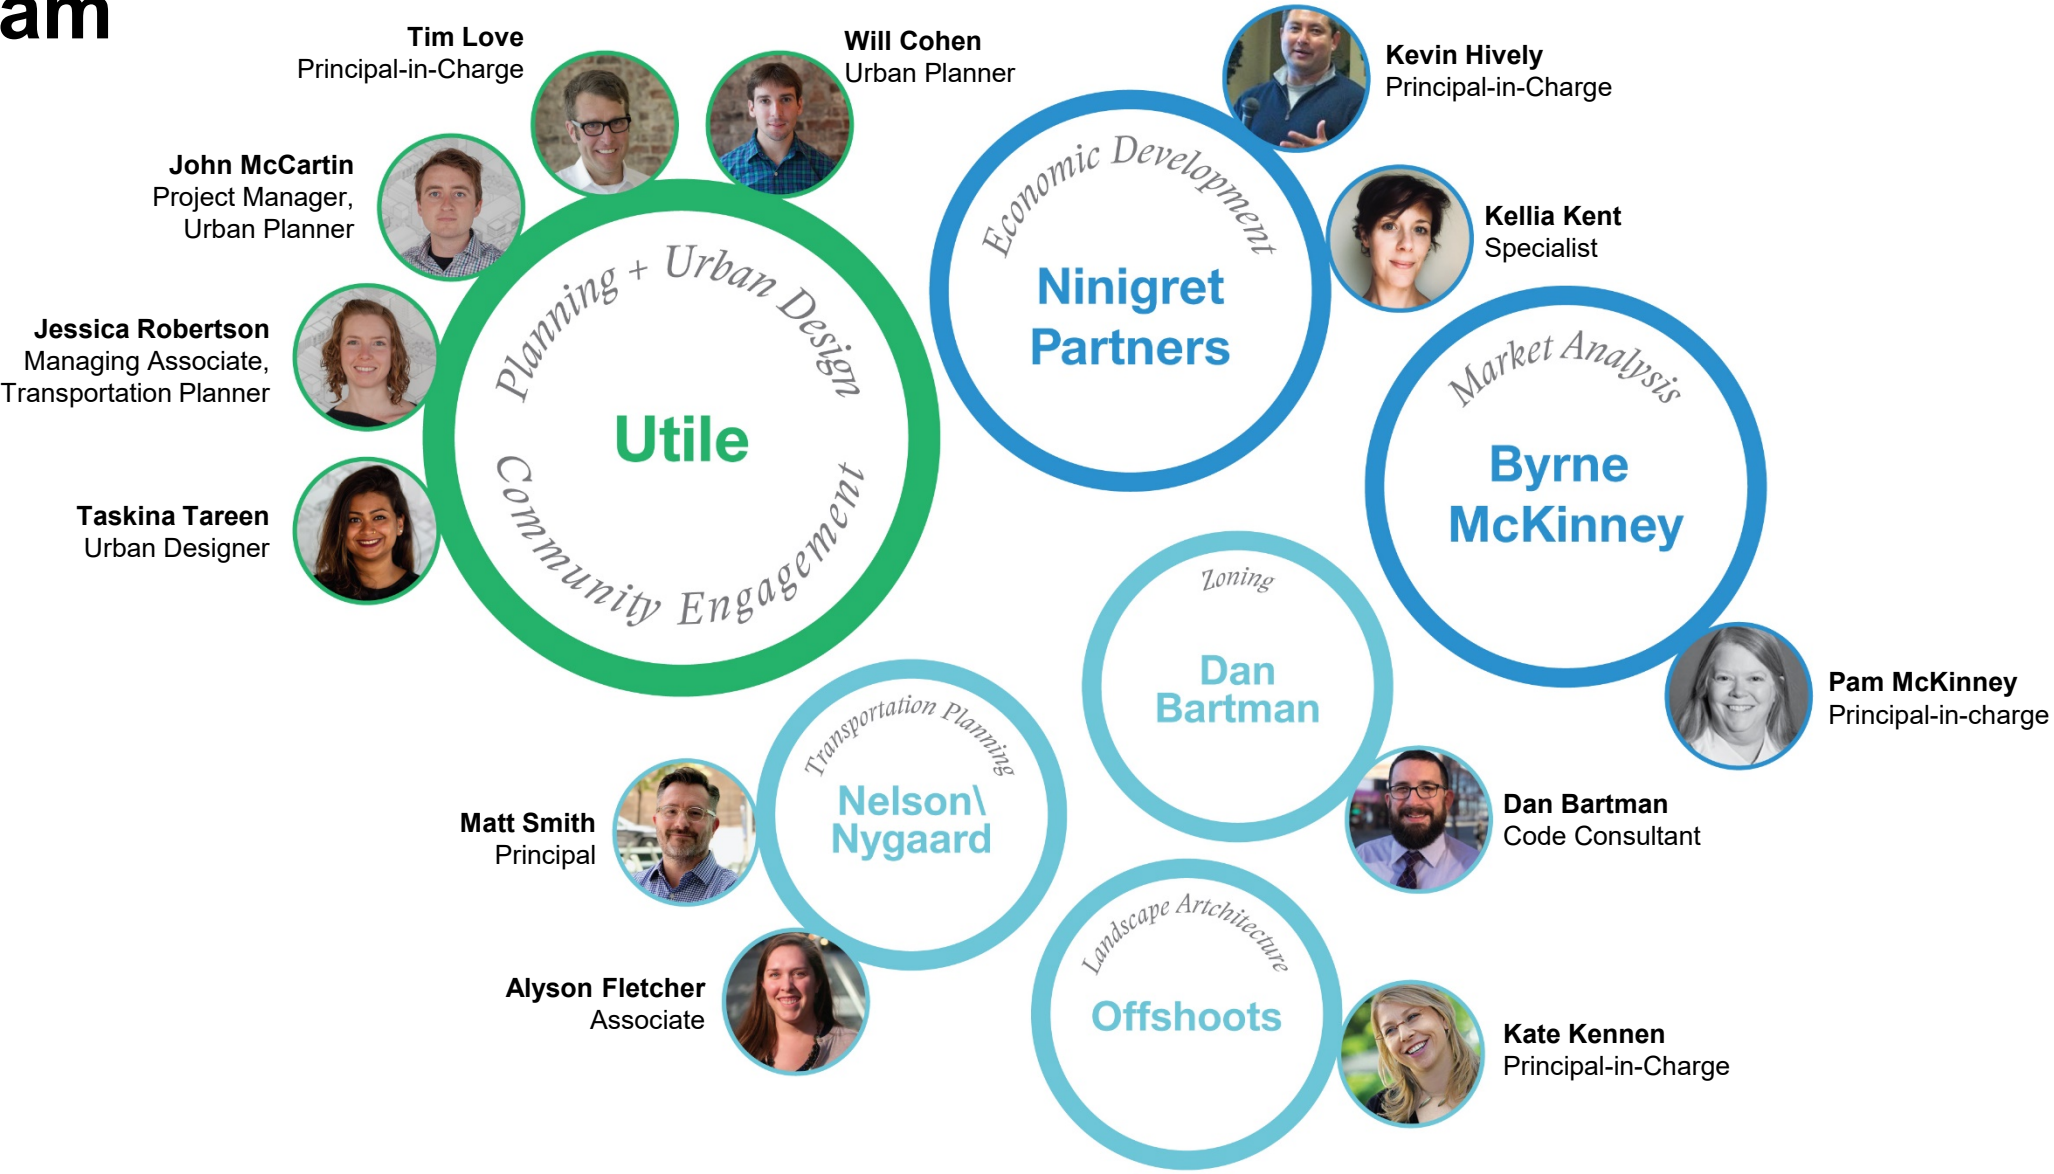 am
Tim Love
Principal-in-Charge
Will Cohen
Urban Planner
John McCartin
Project Manager,
Urban Planner
Jessica Robertson
Managing Associate,
Transportation Planner
Taskina Tareen
Urban Designer
Planning + Urban Design
Utile
Community Engagement
Kevin Hively
Principal-in-Charge
Kellia Kent
Specialist
Economic Development
Ninigret
Partners
Market Analysis
Byrne
McKinney
Pam McKinney
Principal-in-charge
Zoning
Dan
Bartman
Dan Bartman
Code Consultant
Transportation Planning
Nelson\
Nygaard
Matt Smith
Principal
Alyson Fletcher
Associate
Landscape Artchitecture
Offshoots
Kate Kennen
Principal-in-Charge